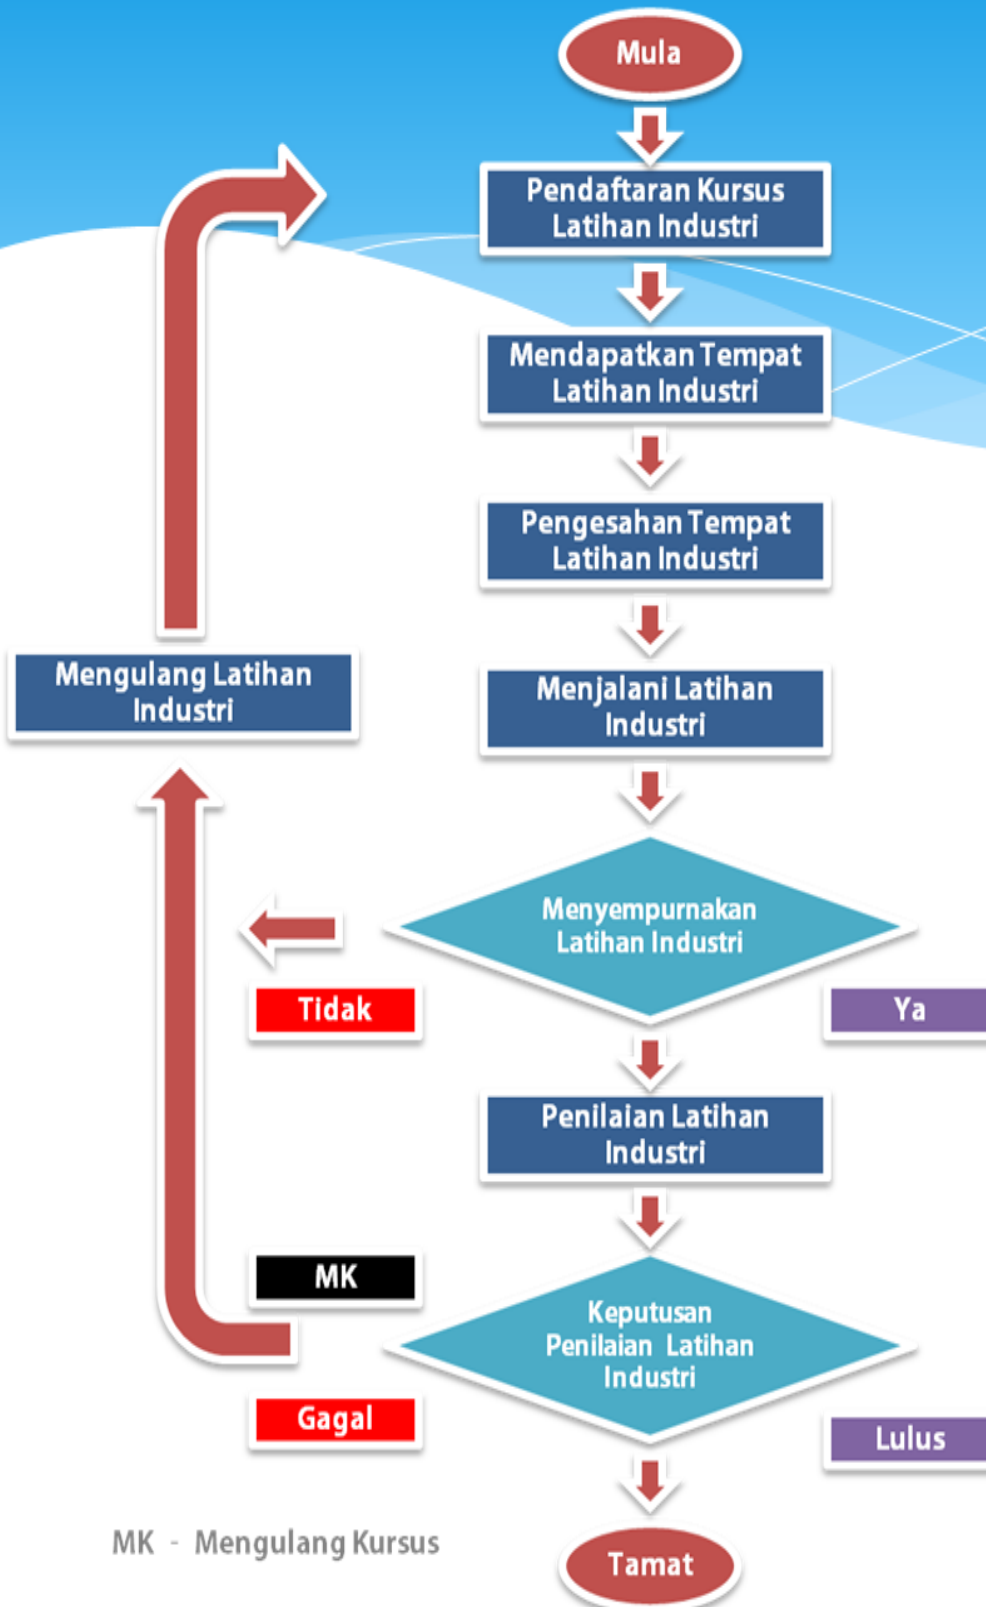 Mula
Pendaftaran Kursus
Latihan Industri
Mendapatkan Tempat
Latihan Industri
Pengesahan Tempat
Latihan Industri
Menjalani Latihan
Industri
Mengulang Latihan
Industri
Menyempurnakan
Latihan Industri
Tidak
Ya
Penilaian Latihan
Industri
MK
Keputusan
Penilaian Latihan
Industri
Gagal
Lulus
MK - Mengulang Kursus
Tamat